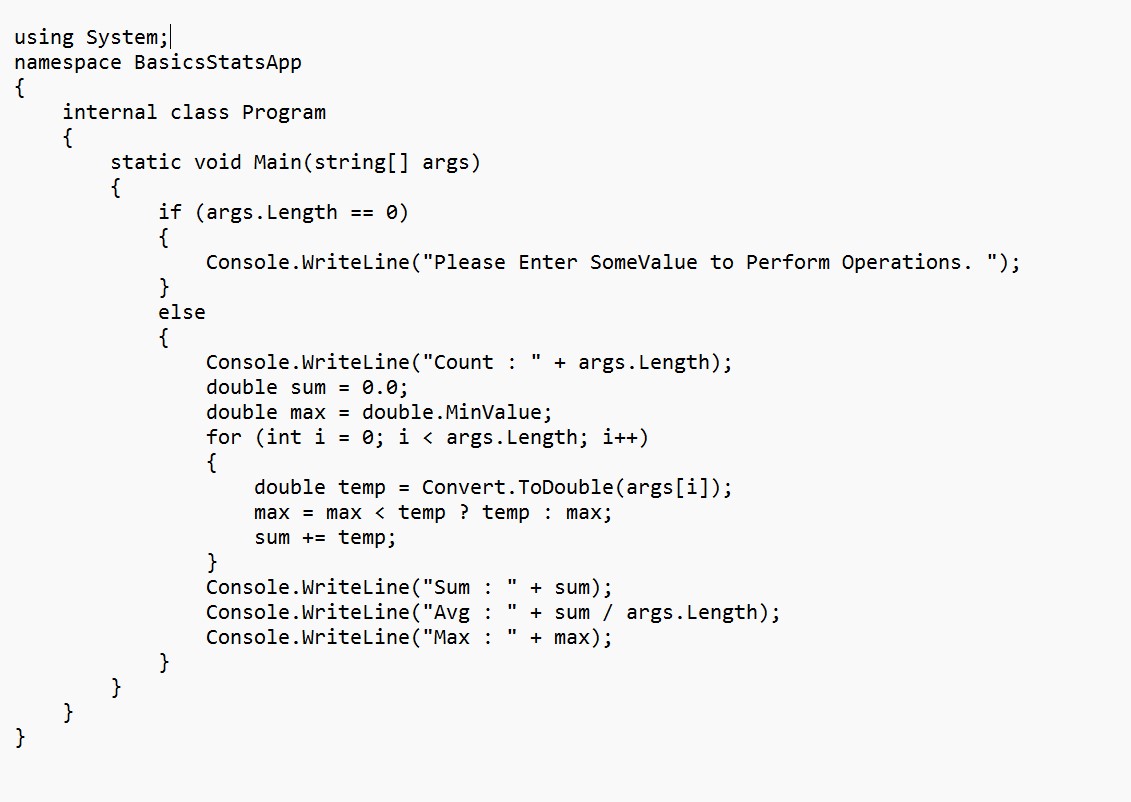 using System;
namespace BasicsStatsApp
{
    internal class Program
    {
        static void Main(string[] args)
        {
            if (args.Length == 0)
            {
                Console.WriteLine("Please Enter SomeValue to Perform Operations. ");
            }
            else
            {
                Console.WriteLine("Count : " + args.Length);
                double sum = 0.0;
                double max = double.MinValue;
                for (int i = 0; i < args.Length; i++)
                {
                    double temp = Convert.ToDouble(args[i]);
                    max = max < temp ? temp : max;
                    sum += temp;
                }
                Console.WriteLine("Sum : " + sum);
                Console.WriteLine("Avg : " + sum / args.Length);
                Console.WriteLine("Max : " + max);
            }
        }
    }
}